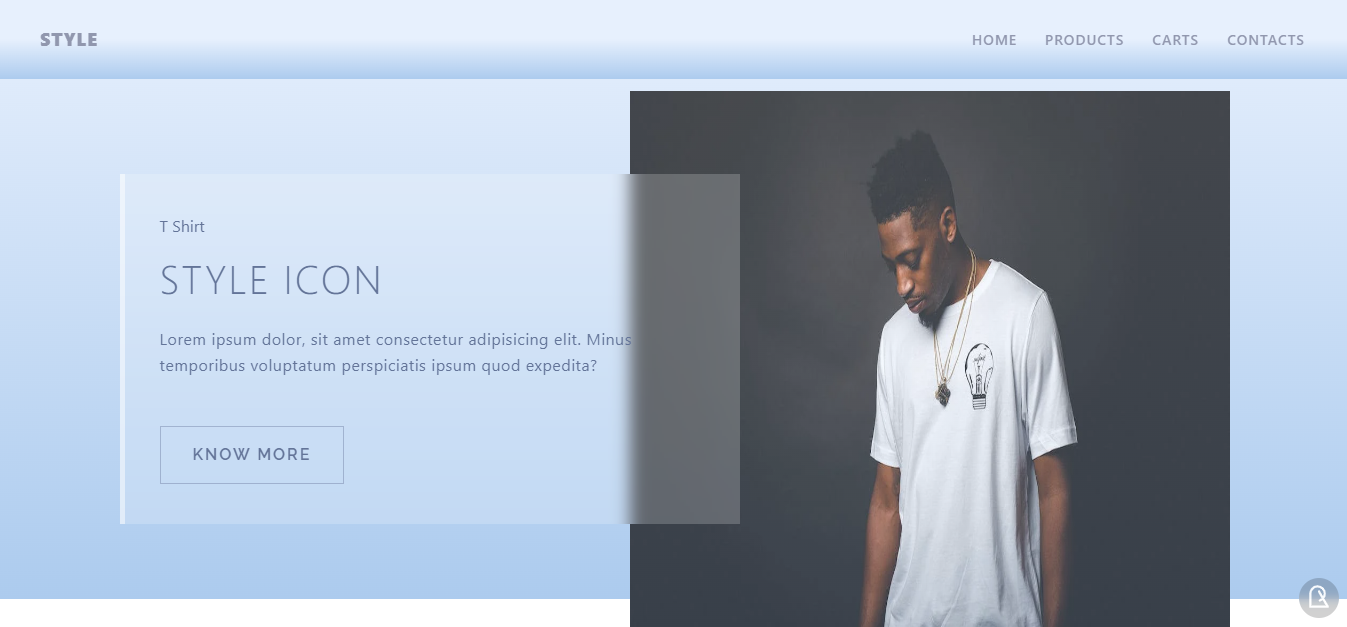 STYLE
HOME PRODUCTS CARTS CONTACTS
T Shirt
STYLE ICON
Lorem ipsum dolor, sit amet consectetur adipisicing elit. Minus
temporibus voluptatum perspiciatis ipsum quod expedita?
KNOW MORE